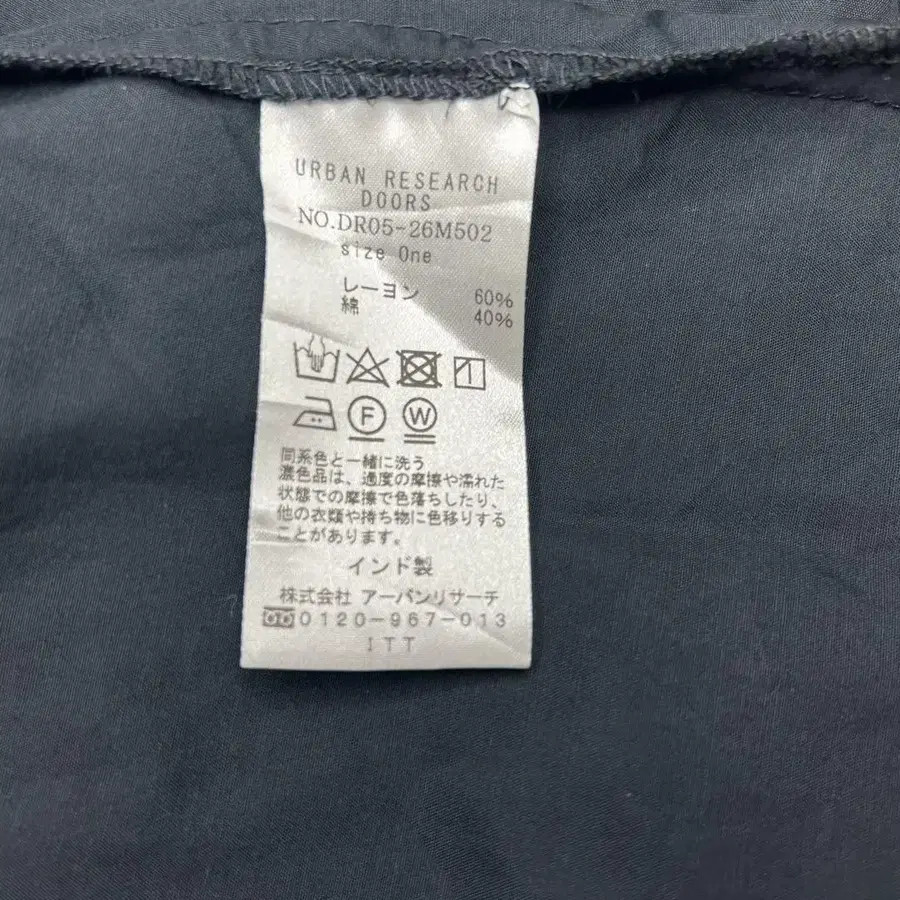 URBAN RESEARCH
DOORS
NO.DR05-26M502
size One
レーヨン 60%
綿 40%
F W
同系色と一緒に洗う
濃色品は、過度の摩擦や濡れた
状態での摩擦で色落ちしたり、
他の衣類や持ち物に色移りする
ことがあります。
インド製
株式会社 アーバンリサーチ
0120-967-013
ITT